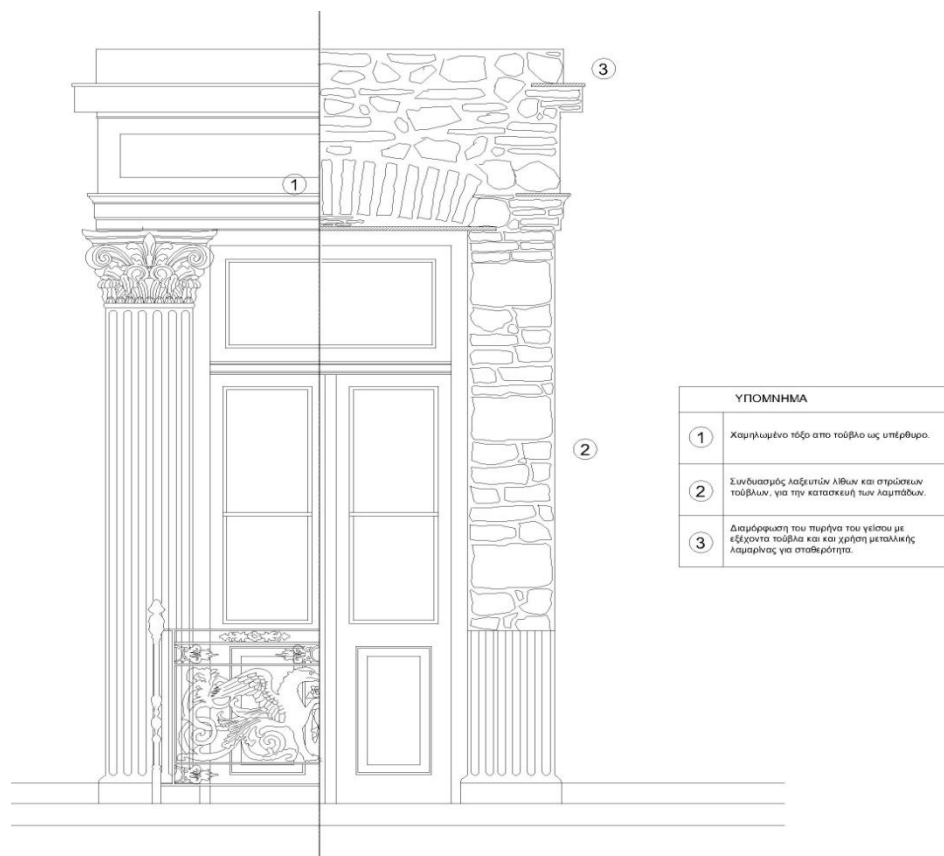 3
1
2
ΥΠΟΜΝΗΜΑ
1 Χαμηλωμένο τόξο απο τούβλο ως υπέρθυρο.
2 Συνδυασμός λαξευτών λίθων και στρώσεων
τούβλων, για την κατασκευή των λαμπάδων.
3 Διαμόρφωση του πυρήνα του γείσου με
εξέχοντα τούβλα και και χρήση μεταλλικής
λαμαρίνας για σταθερότητα.